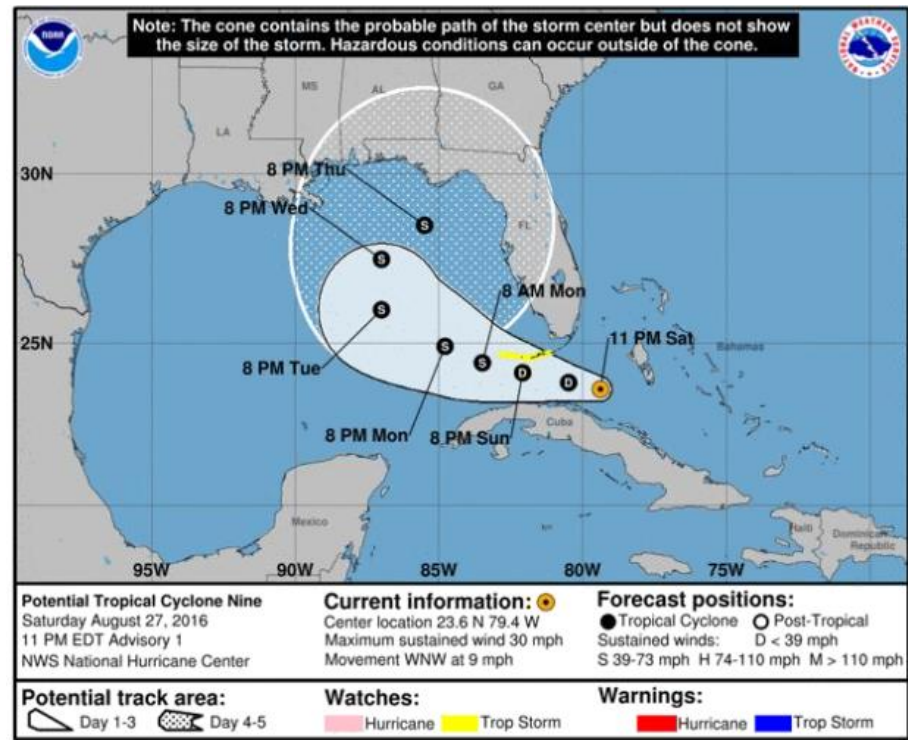 Note: The cone contains the probable path of the storm center but does not show
the size of the storm. Hazardous conditions can occur outside of the cone.
NOAA
NATIONAL WEATHER SERVICE
MS
AL
GA
LA
30N
8 PM Thu
8 PM Wed
FL
S
S
8 AM Mon
S
11 PM Sat
25N
Bahamas
S
S
D
D
8 PM Tue
8 PM Mon
8 PM Sun
Cuba
Mexico
Haiti
Dominican
Republic
95W
90W
85W
80W
75W
Potential Tropical Cyclone Nine
Saturday August 27, 2016
11 PM EDT Advisory 1
NWS National Hurricane Center
Current information:
Center location 23.6 N 79.4 W
Maximum sustained wind 30 mph
Movement WNW at 9 mph
Forecast positions:
Tropical Cyclone Post-Tropical
Sustained winds: D < 39 mph
S 39-73 mph H 74-110 mph M > 110 mph
Potential track area:
Day 1-3 Day 4-5
Watches:
Hurricane Trop Storm
Warnings:
Hurricane Trop Storm